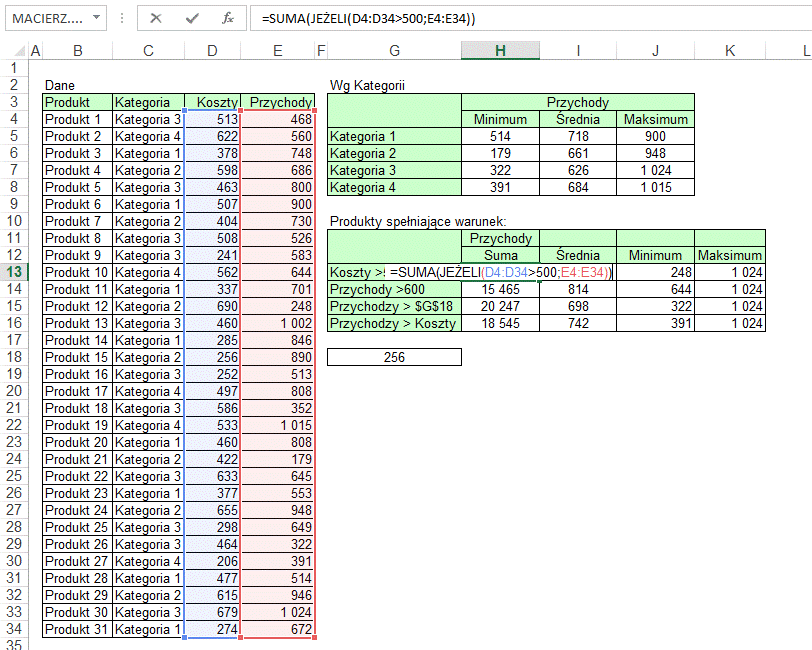 MACIERZ.... =SUMA(JEŻELI(D4:D34>500;E4:E34))
A B C D E F G H I J K L
1
2 Dane Wg Kategorii
3 Produkt Kategoria Koszty Przychody Przychody
4 Produkt 1 Kategoria 3 513 468 Minimum Średnia Maksimum
5 Produkt 2 Kategoria 4 622 560 Kategoria 1 514 718 900
6 Produkt 3 Kategoria 1 378 748 Kategoria 2 179 661 948
7 Produkt 4 Kategoria 2 598 686 Kategoria 3 322 626 1 024
8 Produkt 5 Kategoria 3 463 800 Kategoria 4 391 684 1 015
9 Produkt 6 Kategoria 1 507 900
10 Produkt 7 Kategoria 2 404 730 Produkty spełniające warunek:
11 Produkt 8 Kategoria 3 508 526 Przychody
12 Produkt 9 Kategoria 3 241 583 Suma Średnia Minimum Maksimum
13 Produkt 10 Kategoria 4 562 644 Koszty > =SUMA(JEŻELI(D4:D34>500;E4:E34)) 248 1 024
14 Produkt 11 Kategoria 1 337 701 Przychody >600 15 465 814 644 1 024
15 Produkt 12 Kategoria 2 690 248 Przychodzy > $G$18 20 247 698 322 1 024
16 Produkt 13 Kategoria 3 460 1 002 Przychodzy > Koszty 18 545 742 391 1 024
17 Produkt 14 Kategoria 1 285 846
18 Produkt 15 Kategoria 2 256 890 256
19 Produkt 16 Kategoria 3 252 513
20 Produkt 17 Kategoria 4 497 808
21 Produkt 18 Kategoria 3 586 352
22 Produkt 19 Kategoria 4 533 1 015
23 Produkt 20 Kategoria 1 460 808
24 Produkt 21 Kategoria 2 422 179
25 Produkt 22 Kategoria 3 633 645
26 Produkt 23 Kategoria 1 377 553
27 Produkt 24 Kategoria 2 655 948
28 Produkt 25 Kategoria 3 298 649
29 Produkt 26 Kategoria 3 464 322
30 Produkt 27 Kategoria 4 206 391
31 Produkt 28 Kategoria 1 477 514
32 Produkt 29 Kategoria 2 615 946
33 Produkt 30 Kategoria 3 679 1 024
34 Produkt 31 Kategoria 1 274 672
35